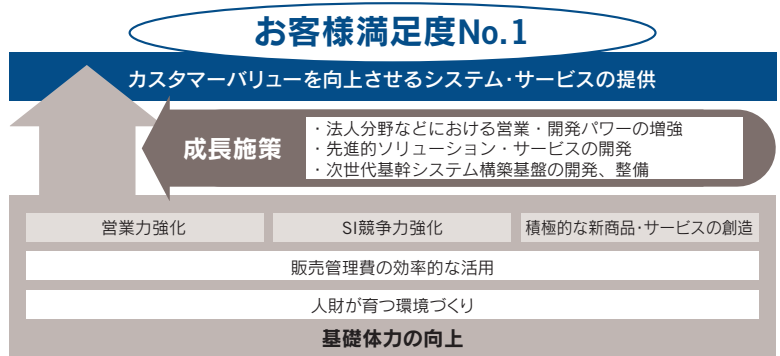 お客様満足度No.1
カスタマーバリューを向上させるシステム・サービスの提供
成長施策
・法人分野などにおける営業・開発パワーの増強
・先進的ソリューション・サービスの開発
・次世代基幹システム構築基盤の開発、整備
営業力強化
SI競争力強化
積極的な新商品・サービスの創造
販売管理費の効率的な活用
人財が育つ環境づくり
基礎体力の向上